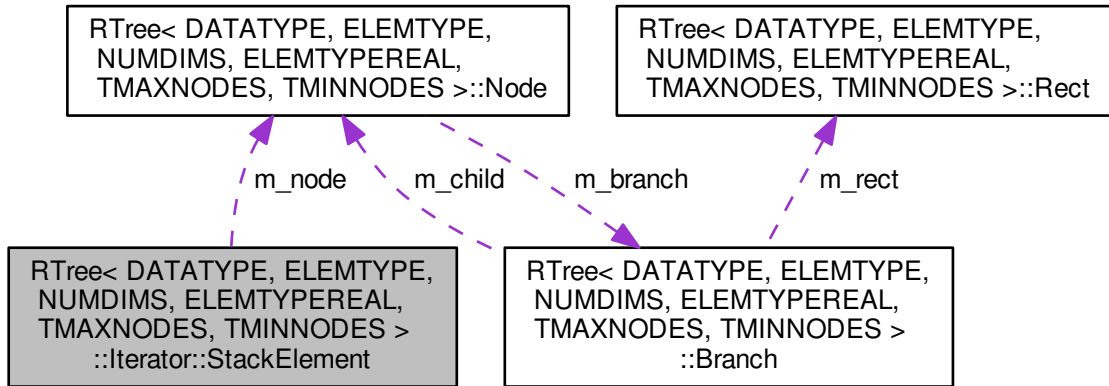 RTree< DATATYPE, ELEMTYPE,
NUMDIMS, ELEMTYPEREAL,
TMAXNODES, TMINNODES >::Node
RTree< DATATYPE, ELEMTYPE,
NUMDIMS, ELEMTYPEREAL,
TMAXNODES, TMINNODES >::Rect
m_node
m_child
m_branch
m_rect
RTree< DATATYPE, ELEMTYPE,
NUMDIMS, ELEMTYPEREAL,
TMAXNODES, TMINNODES >
::Iterator::StackElement
RTree< DATATYPE, ELEMTYPE,
NUMDIMS, ELEMTYPEREAL,
TMAXNODES, TMINNODES >
::Branch